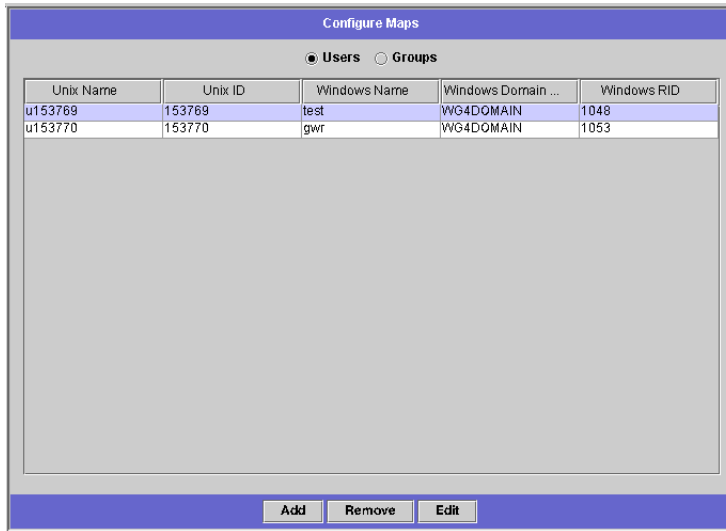 Configure Maps
Users Groups
Unix Name Unix ID Windows Name Windows Domain ... Windows RID
u153769 153769 test WG4DOMAIN 1048
u153770 153770 gwr WG4DOMAIN 1053
Add Remove Edit